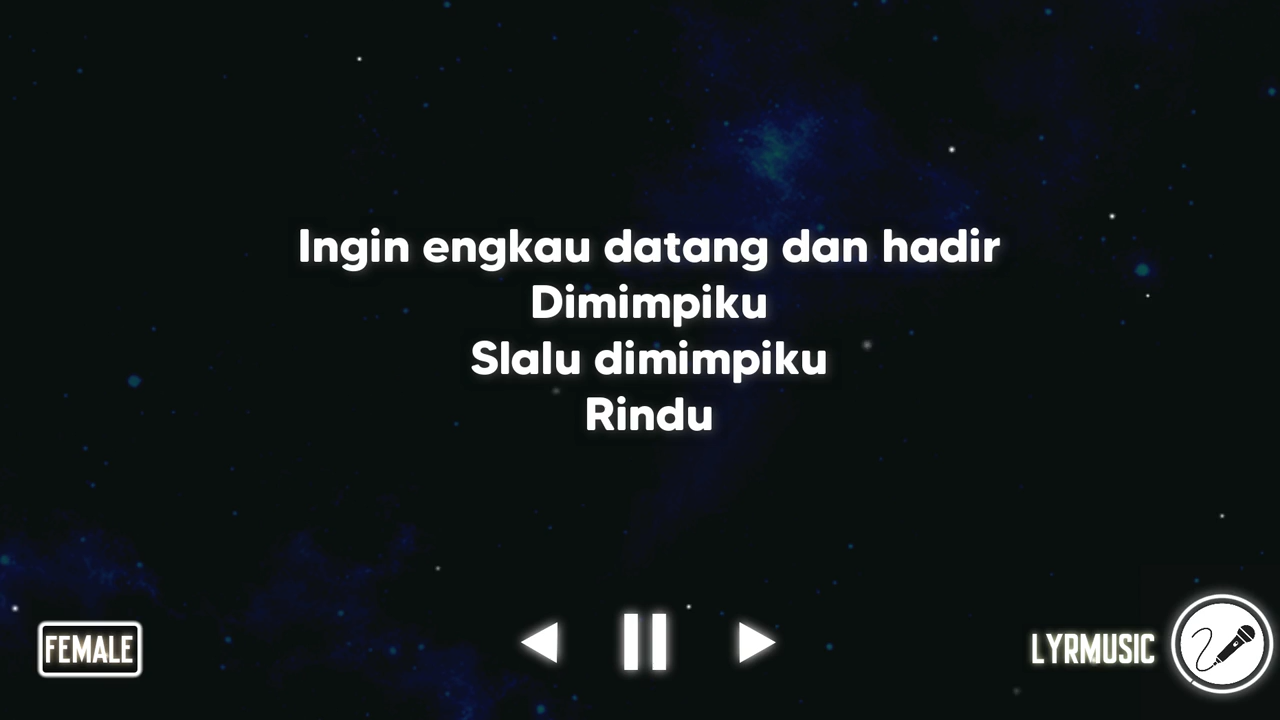 Ingin engkau datang dan hadir
Dimimpiku
Slalu dimimpiku
Rindu
FEMALE
LYRMUSIC